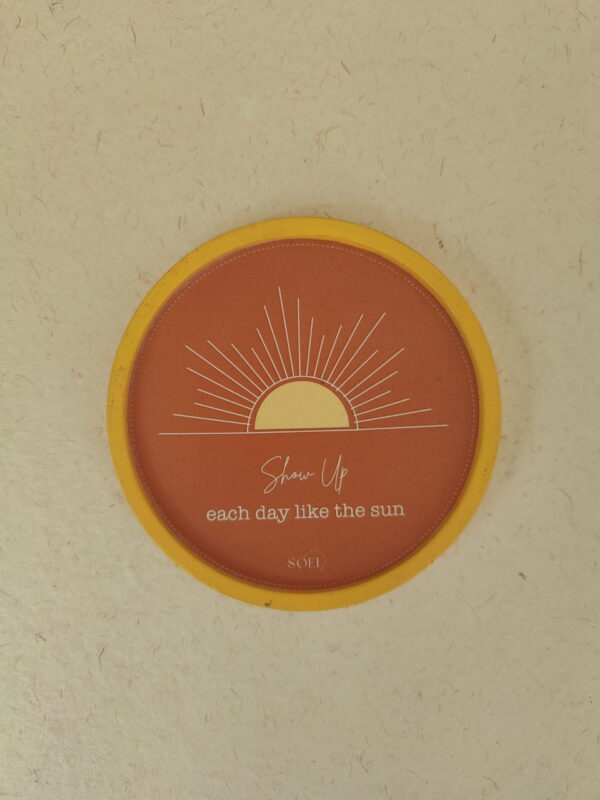 Show Up
each day like the sun
SOEL